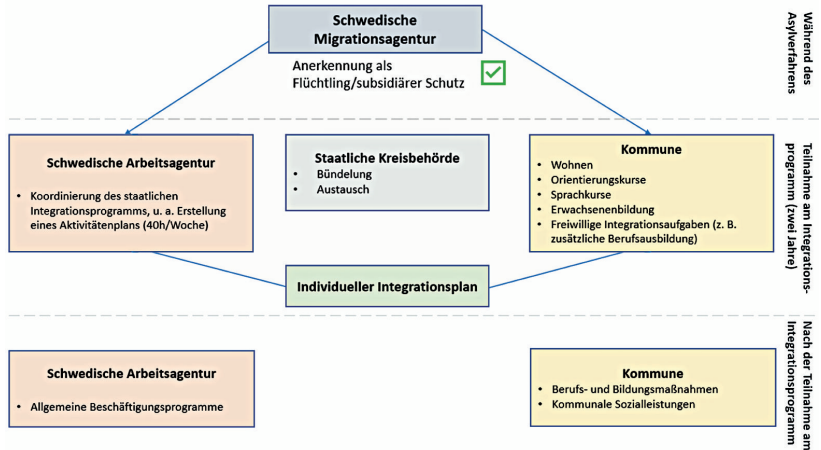 Schwedische
Migrationsagentur
Anerkennung als
Flüchtling/subsidiärer Schutz
Während des
Asylverfahrens
Schwedische Arbeitsagentur
• Koordinierung des staatlichen
Integrationsprogramms, u. a. Erstellung
eines Aktivitätenplans (40h/Woche)
Staatliche Kreisbehörde
• Bündelung
• Austausch
Kommune
• Wohnen
• Orientierungskurse
• Sprachkurse
• Erwachsenenbildung
• Freiwillige Integrationsaufgaben (z. B.
zusätzliche Berufsausbildung)
Individueller Integrationsplan
Teilnahme am Integrations-
programm (zwei Jahre)
Schwedische Arbeitsagentur
• Allgemeine Beschäftigungsprogramme
Kommune
• Berufs- und Bildungsmaßnahmen
• Kommunale Sozialleistungen
Nach der Teilnahme am
Integrationsprogramm